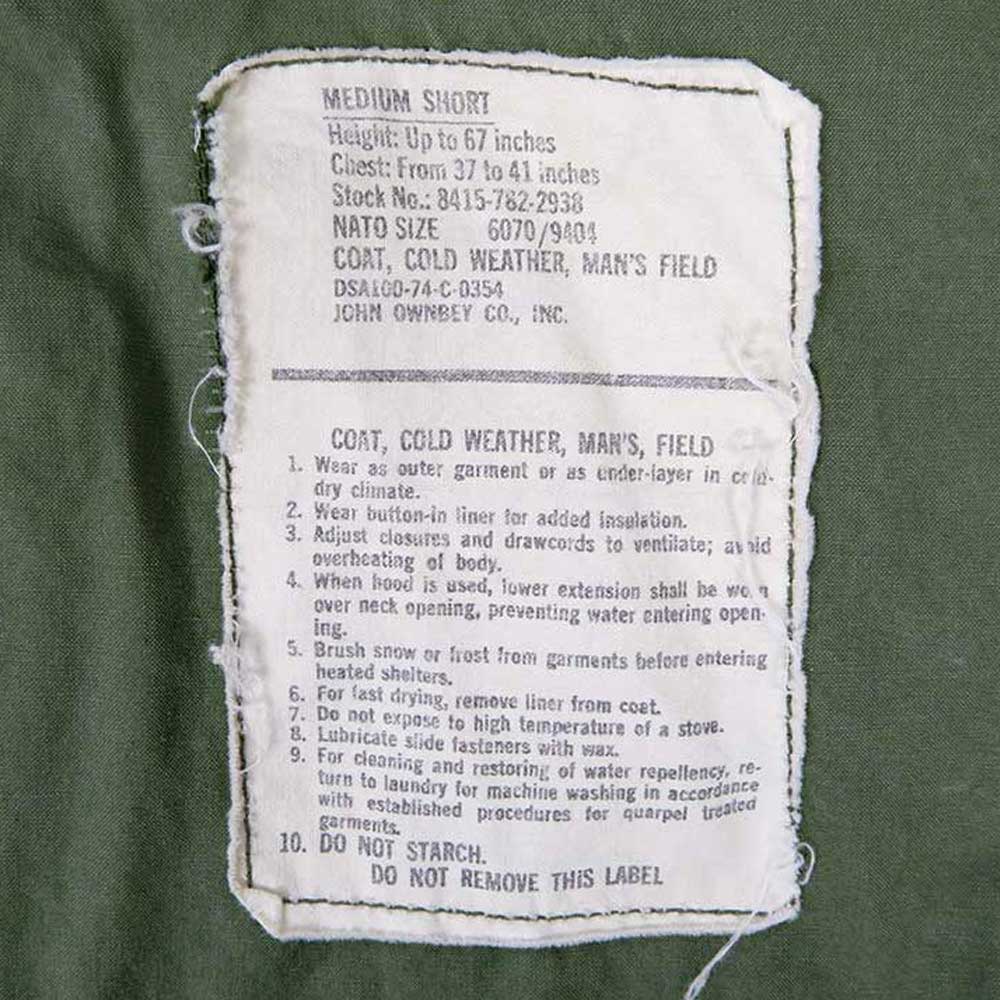 MEDIUM SHORT
Height: Up to 67 inches
Chest: From 37 to 41 inches
Stock No.: 8415-782-2938
NATO SIZE 6070/9404
COAT, COLD WEATHER, MAN'S FIELD
DSA100-74-C-0354
JOHN OWNBEY CO., INC.
COAT, COLD WEATHER, MAN'S, FIELD
1. Wear as outer garment or as under-layer in cold-
dry climate.
2. Wear button-in liner for added insulation.
3. Adjust closures and drawcords to ventilate; avoid
overheating of body.
4. When hood is used, lower extension shall be worn
over neck opening, preventing water entering open-
ing.
5. Brush snow or frost from garments before entering
heated shelters.
6. For fast drying, remove liner from coat.
7. Do not expose to high temperature of a stove.
8. Lubricate slide fasteners with wax.
9. For cleaning and restoring of water repellency, re-
turn to laundry for machine washing in accordance
with established procedures for quarpel treated
garments.
10. DO NOT STARCH.
DO NOT REMOVE THIS LABEL